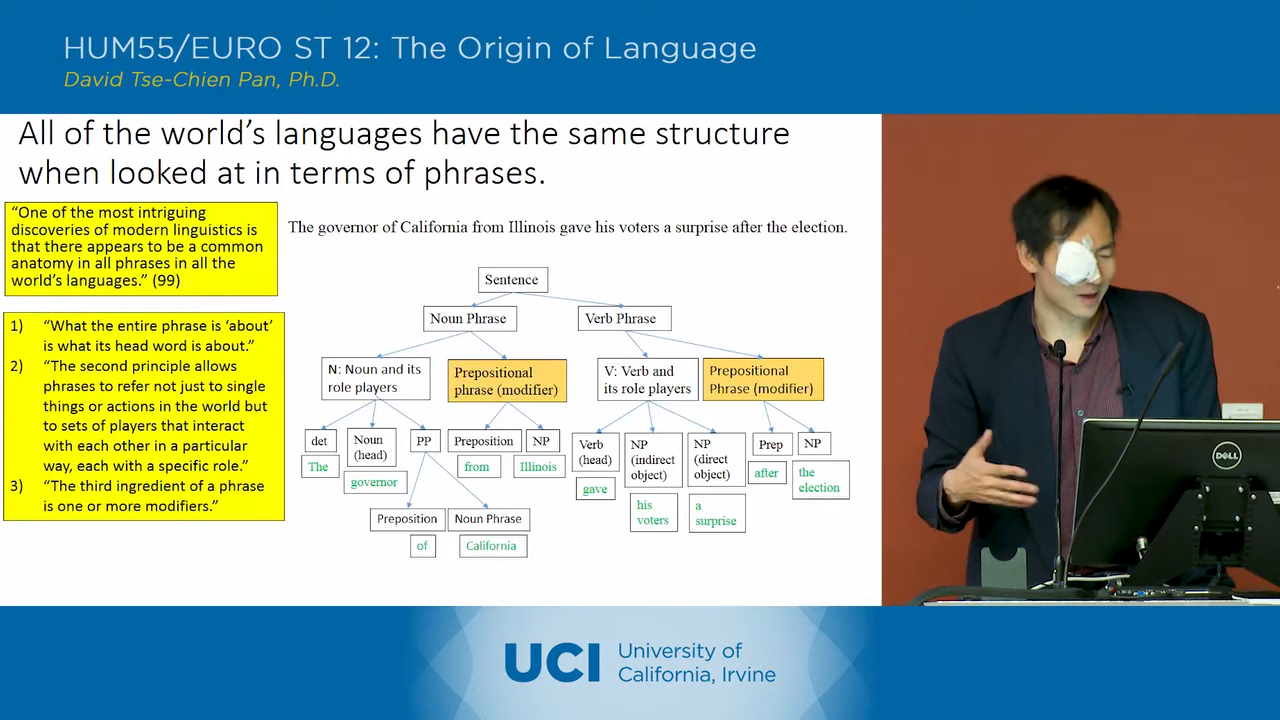 HUM55/EURO ST 12: The Origin of Language
David Tse-Chien Pan, Ph.D.
All of the world's languages have the same structure
when looked at in terms of phrases.
"One of the most intriguing
discoveries of modern linguistics is
that there appears to be a common
anatomy in all phrases in all the
world's languages." (99)
1) "What the entire phrase is 'about'
is what its head word is about."
2) "The second principle allows
phrases to refer not just to single
things or actions in the world but
to sets of players that interact
with each other in a particular
way, each with a specific role."
3) "The third ingredient of a phrase
is one or more modifiers."
The governor of California from Illinois gave his voters a surprise after the election.
Sentence
Noun Phrase
Verb Phrase
N: Noun and its
role players
Prepositional
phrase (modifier)
V: Verb and
its role players
Prepositional
Phrase (modifier)
det
The
Noun
(head)
governor
PP
Preposition
from
NP
Illinois
Verb
(head)
gave
NP
(indirect
object)
his
voters
NP
(direct
object)
a
surprise
Prep
after
NP
the
election
Preposition
of
Noun Phrase
California
DELL
UCI
University of
California, Irvine